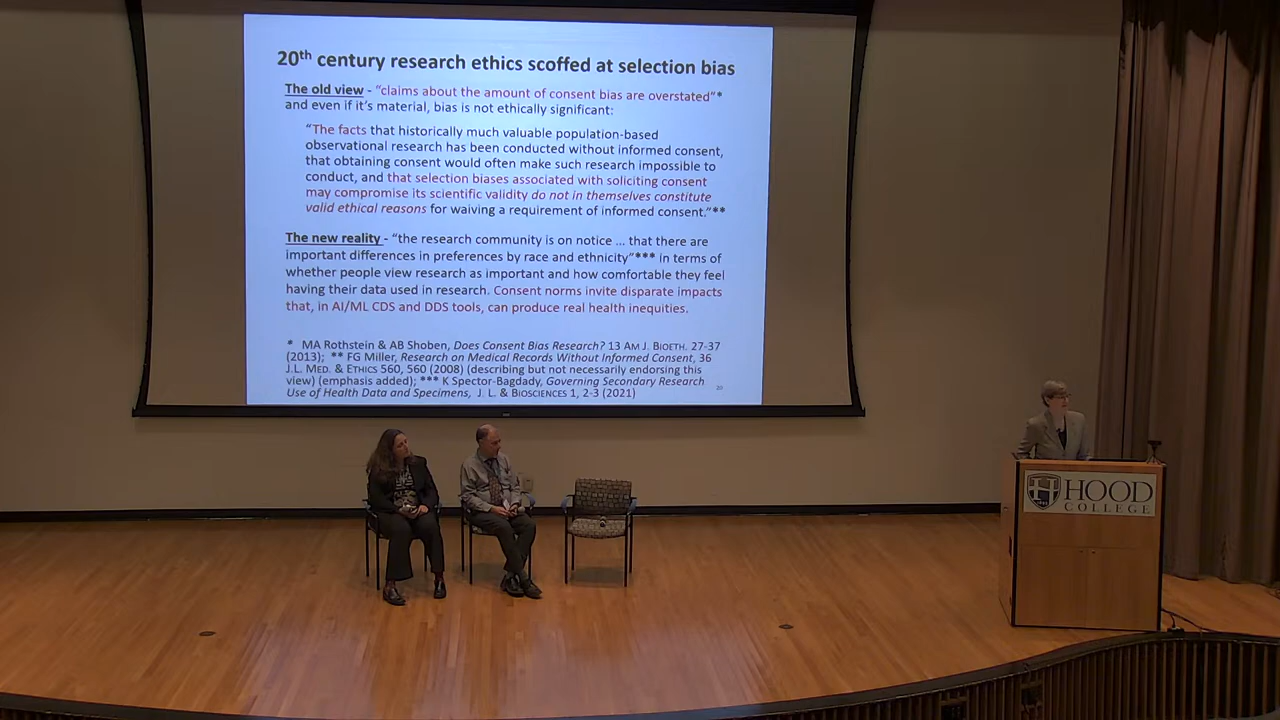 20th century research ethics scoffed at selection bias
The old view - "claims about the amount of consent bias are overstated"*
and even if it's material, bias is not ethically significant:
"The facts that historically much valuable population-based
observational research has been conducted without informed consent,
that obtaining consent would often make such research impossible to
conduct, and that selection biases associated with soliciting consent
may compromise its scientific validity do not in themselves constitute
valid ethical reasons for waiving a requirement of informed consent."**
The new reality - "the research community is on notice ... that there are
important differences in preferences by race and ethnicity"*** in terms of
whether people view research as important and how comfortable they feel
having their data used in research. Consent norms invite disparate impacts
that, in AI/ML CDS and DDS tools, can produce real health inequities.
* MA Rothstein & AB Shoben, Does Consent Bias Research? 13 AM J. BIOETH. 27-37
(2013); ** FG Miller, Research on Medical Records Without Informed Consent, 36
J.L. MED. & ETHICS 560, 560 (2008) (describing but not necessarily endorsing this
view) (emphasis added); *** K Spector-Bagdady, Governing Secondary Research
Use of Health Data and Specimens, J. L. & BIOSCIENCES 1, 2-3 (2021)
HOOD
COLLEGE